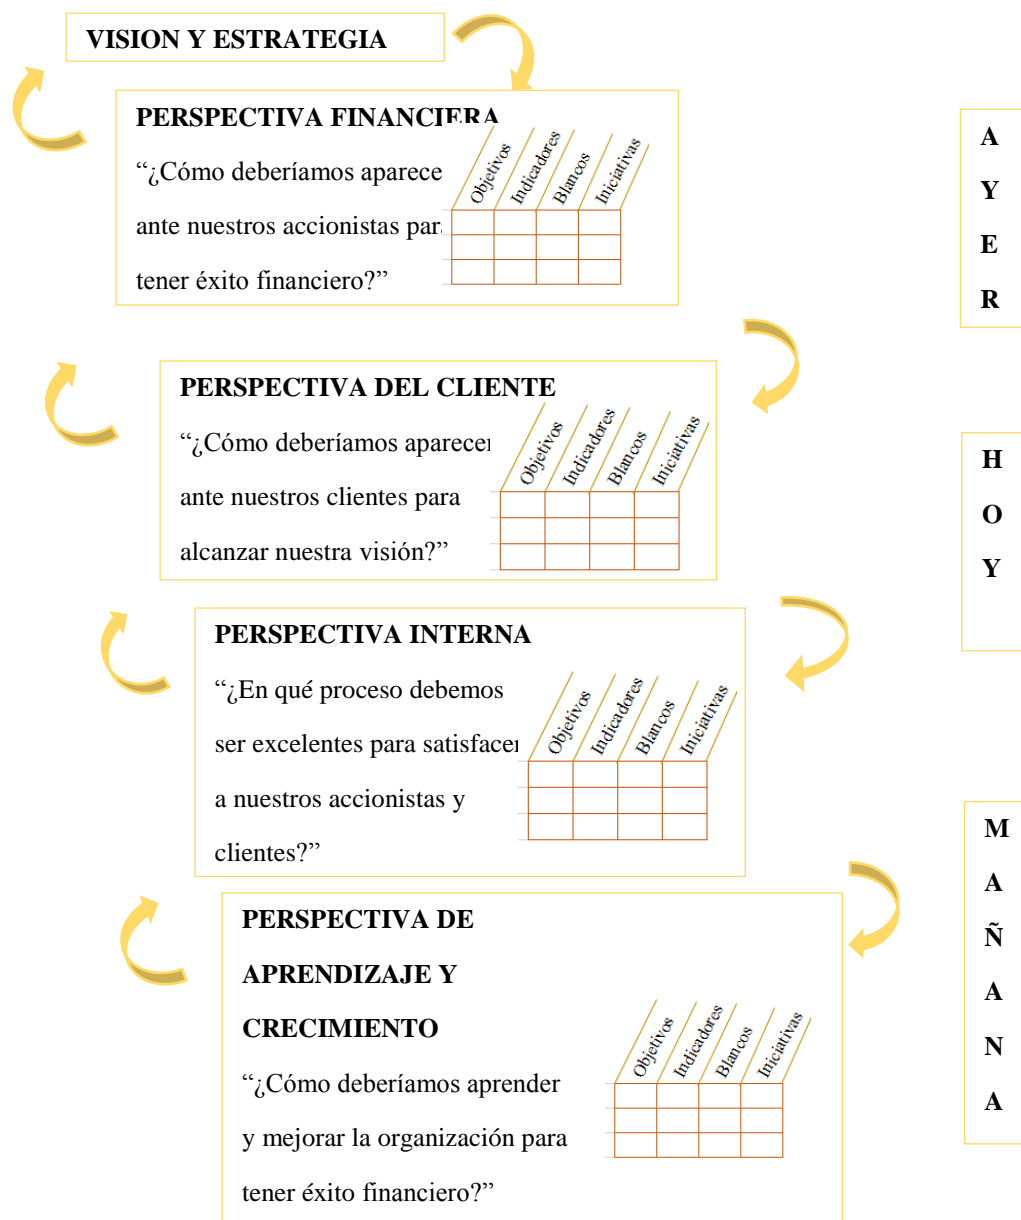 VISION Y ESTRATEGIA
PERSPECTIVA FINANCIERA
“¿Cómo deberíamos aparece
ante nuestros accionistas par
tener éxito financiero?”
Objetivos
Indicadores
Blancos
Iniciativas
A
Y
E
R
PERSPECTIVA DEL CLIENTE
“¿Cómo deberíamos aparecer
ante nuestros clientes para
alcanzar nuestra visión?”
Objetivos
Indicadores
Blancos
Iniciativas
H
O
Y
PERSPECTIVA INTERNA
“¿En qué proceso debemos
ser excelentes para satisfacer
a nuestros accionistas y
clientes?”
Objetivos
Indicadores
Blancos
Iniciativas
PERSPECTIVA DE
APRENDIZAJE Y
CRECIMIENTO
“¿Cómo deberíamos aprender
y mejorar la organización para
tener éxito financiero?”
Objetivos
Indicadores
Blancos
Iniciativas
M
A
Ñ
A
N
A